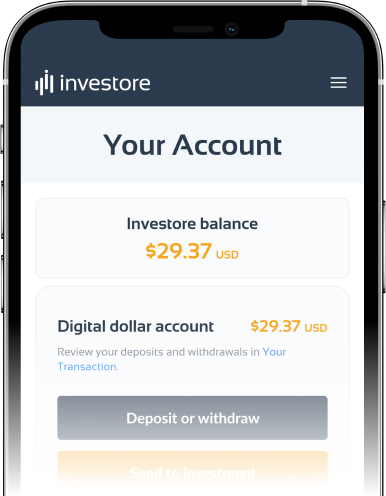 investore
Your Account
Investore balance
$29.37 USD
Digital dollar account $29.37 USD
Review your deposits and withdrawals in Your
Transaction.
Deposit or withdraw
Send to investment